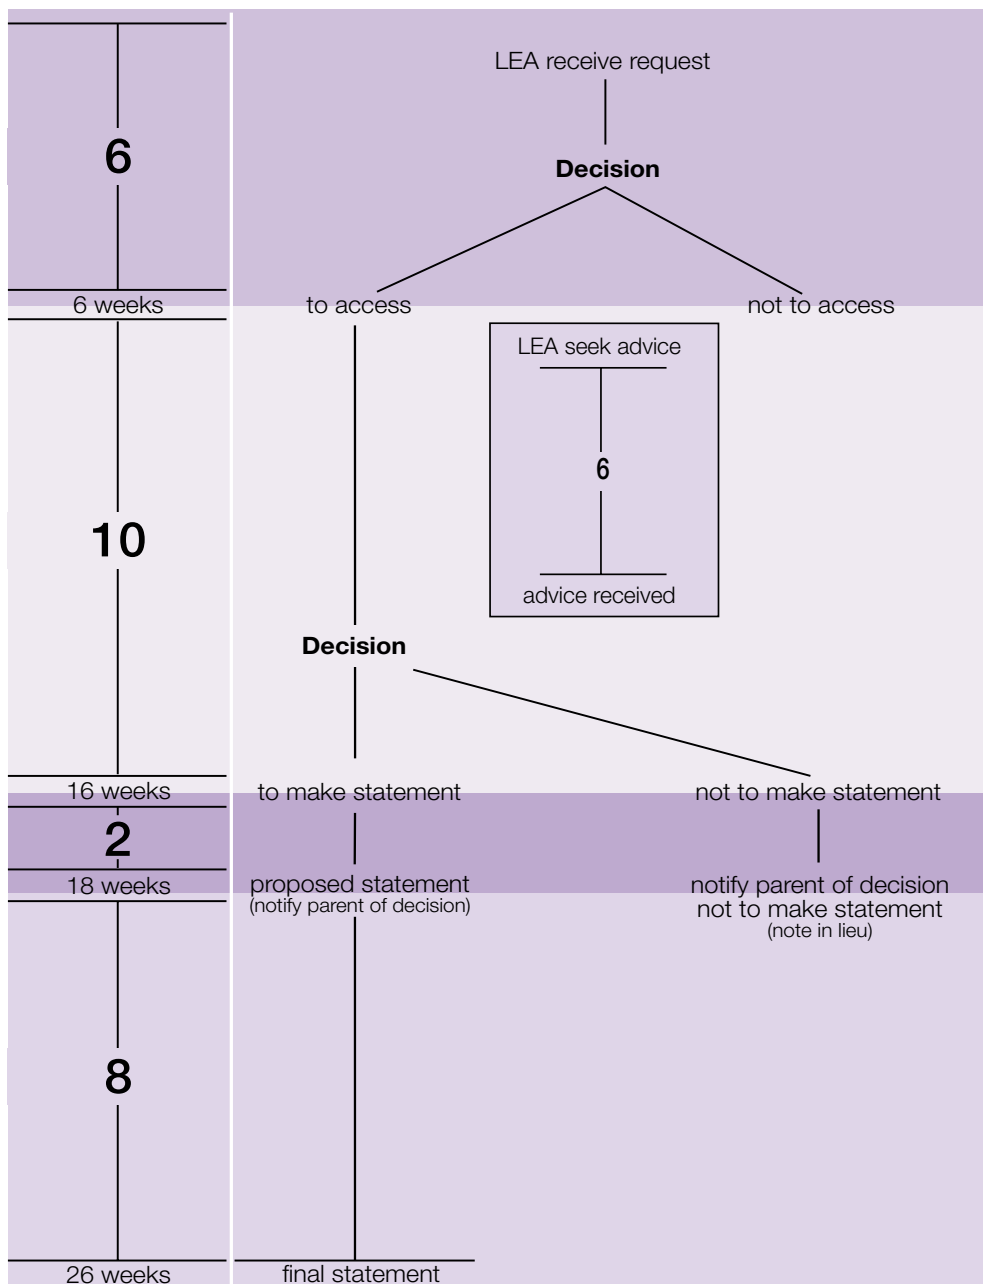 LEA receive request
Decision
6
6 weeks
to access
not to access
LEA seek advice
6
advice received
10
Decision
16 weeks
to make statement
not to make statement
2
18 weeks
proposed statement
(notify parent of decision)
notify parent of decision
not to make statement
(note in lieu)
8
26 weeks
final statement